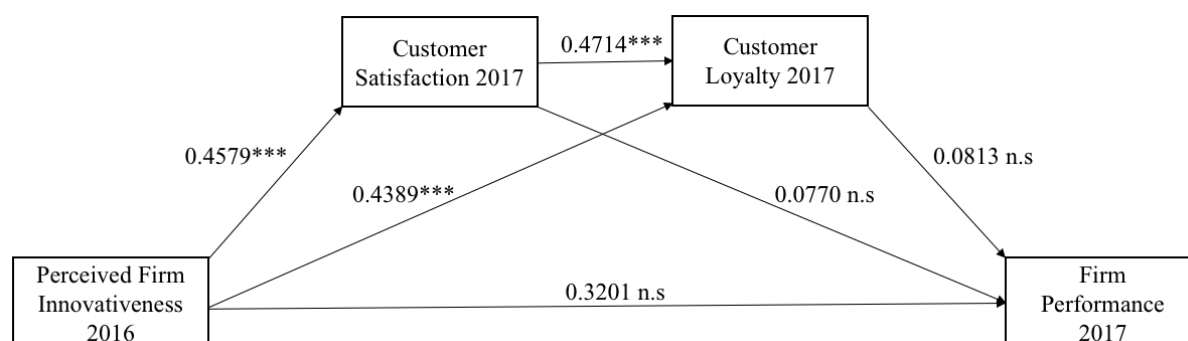 Customer
Satisfaction 2017
0.4714***
Customer
Loyalty 2017
0.4579***
0.4389***
0.0770 n.s
0.0813 n.s
Perceived Firm
Innovativeness
2016
0.3201 n.s
Firm
Performance
2017